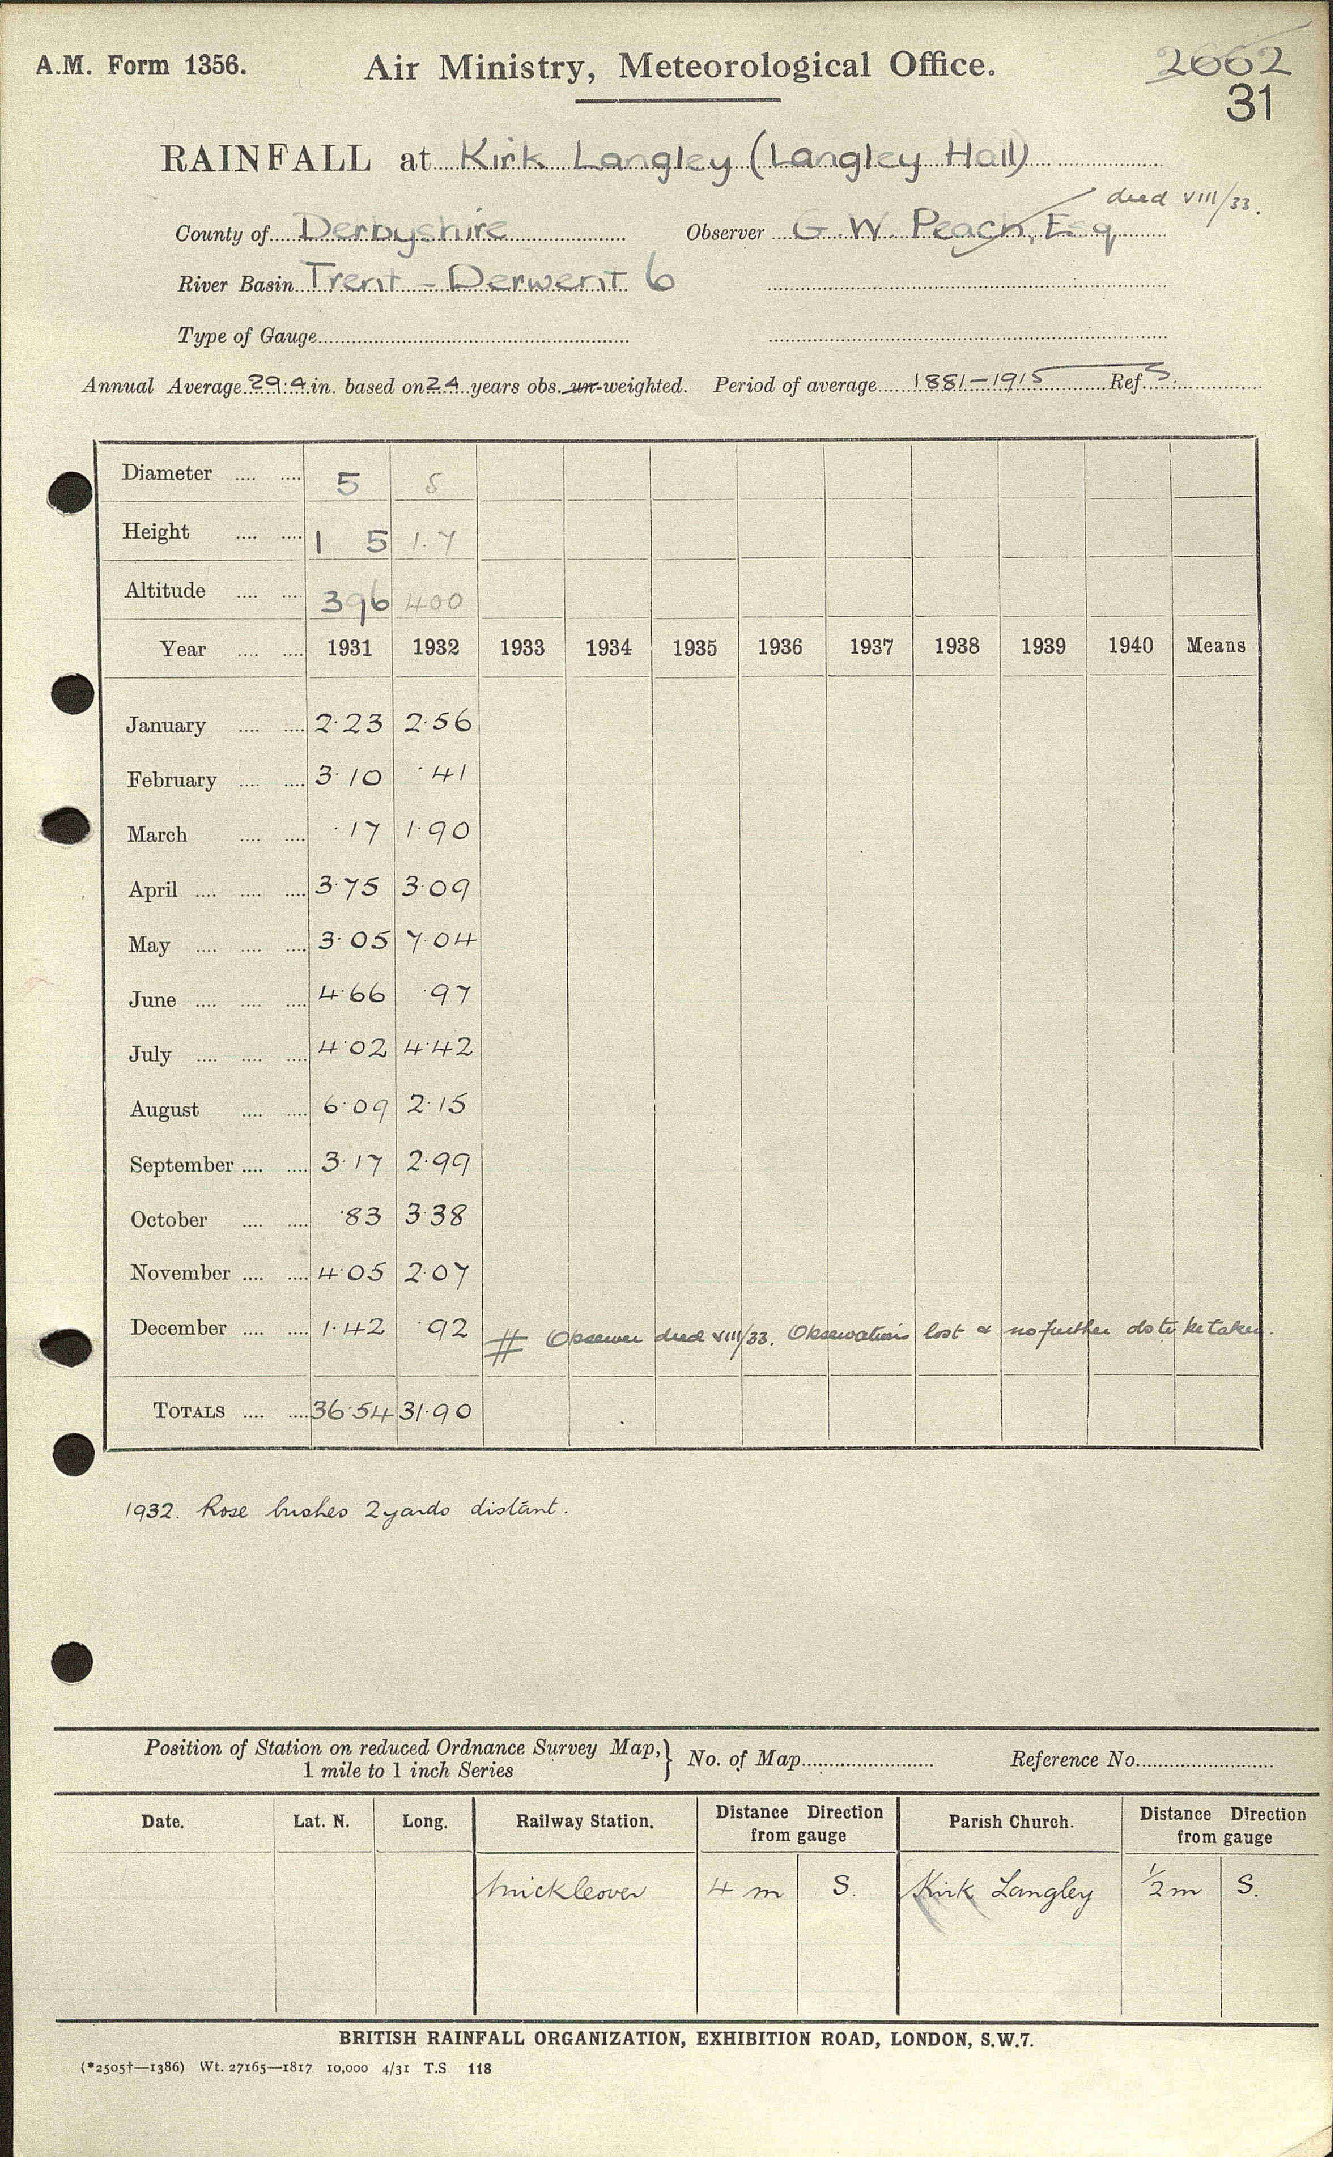 A.M. Form 1356.
Air Ministry, Meteorological Office.
2662
31
RAINFALL at Kirk Langley (Langley Hall)
died VIII/33.
County of Derbyshire Observer G. W. Peach, Esq
River Basin Trent - Derwent 6
Type of Gauge
Annual Average 29.4 in. based on 24 years obs. un-weighted. Period of average 1881-1915 Ref. S.
Diameter 5 5
Height 1 5 1.7
Altitude 396 400
Year 1931 1932 1933 1934 1935 1936 1937 1938 1939 1940 Means
January 2.23 2.56
February 3.10 .41
March .17 1.90
April 3.75 3.09
May 3.05 7.04
June 4.66 .97
July 4.02 4.42
August 6.09 2.15
September 3.17 2.99
October .83 3.38
November 4.05 2.07
December 1.42 .92 # Observer died VIII/33. Observations lost & no further obs to be taken.
TOTALS 36.54 31.90
1932. Rose bushes 2 yards distant.
Position of Station on reduced Ordnance Survey Map, 1 mile to 1 inch Series } No. of Map Reference No.
Date. Lat. N. Long. Railway Station. Distance Direction from gauge Parish Church. Distance Direction from gauge
Mickleover 4 m S. Kirk Langley ½ m S.
BRITISH RAINFALL ORGANIZATION, EXHIBITION ROAD, LONDON, S.W.7.
(*2505†—1386) Wt. 27165—1817 10,000 4/31 T.S 118